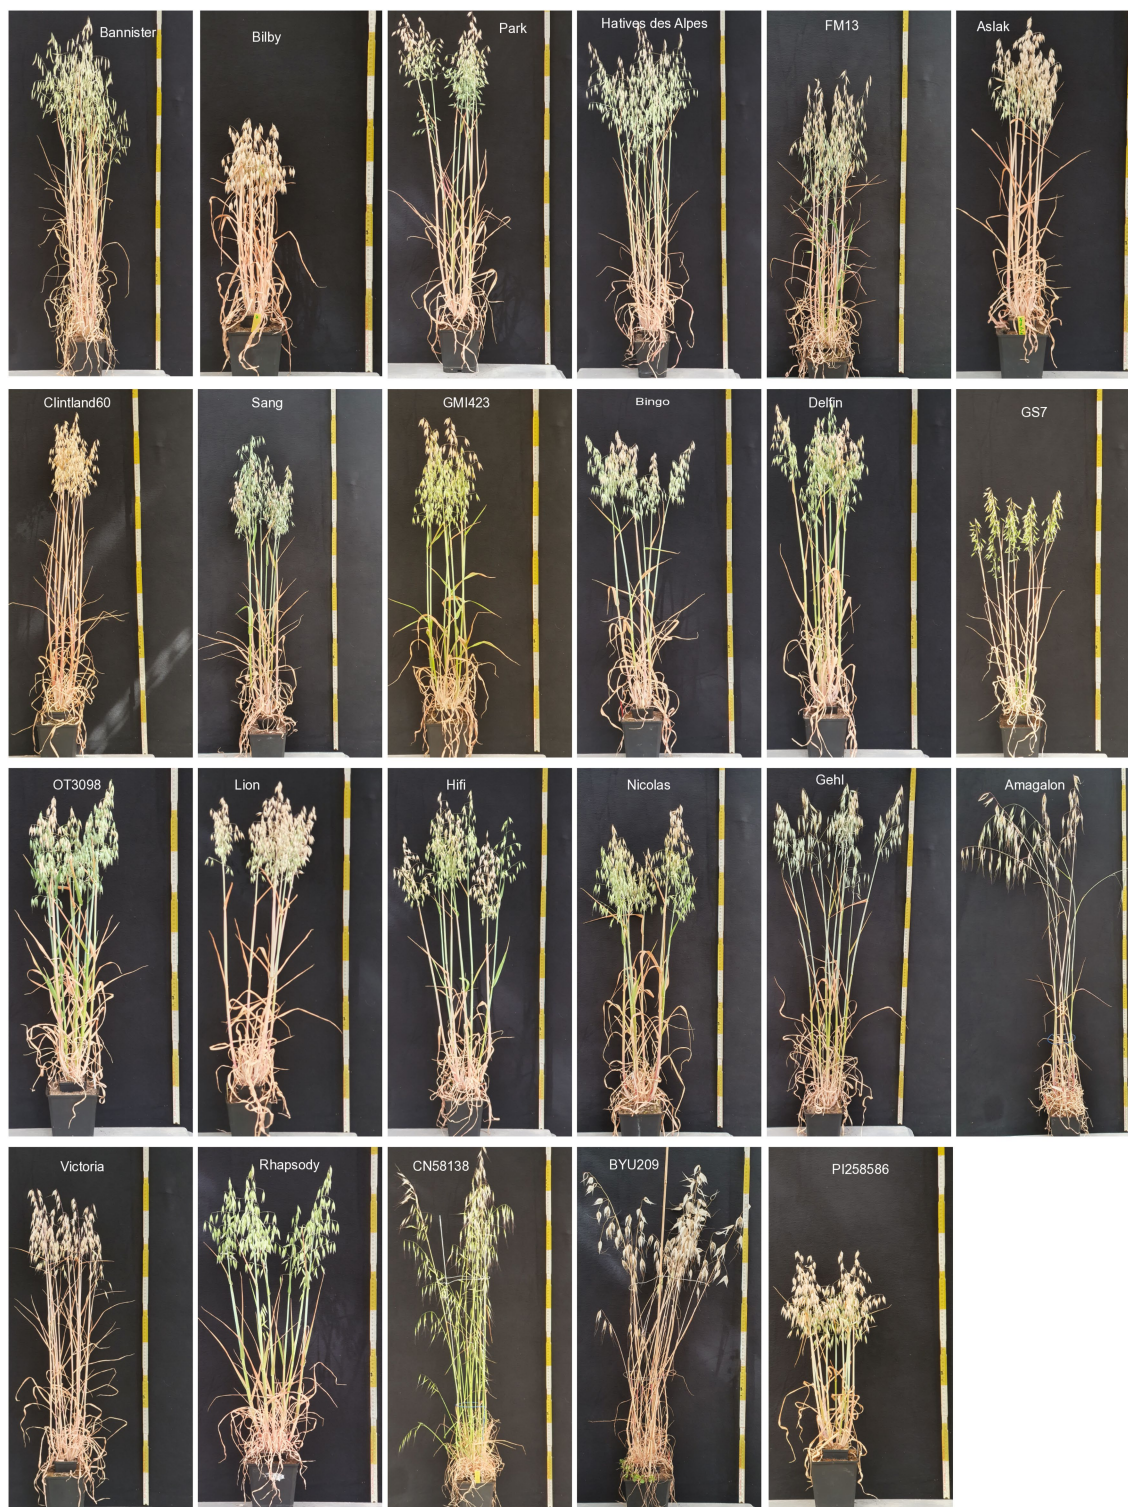 Bannister
Bilby
Park
Hatives des Alpes
FM13
Aslak
Clintland60
Sang
GMI423
Bingo
Delfin
GS7
OT3098
Lion
Hifi
Nicolas
Gehl
Amagalon
Victoria
Rhapsody
CN58138
BYU209
PI258586